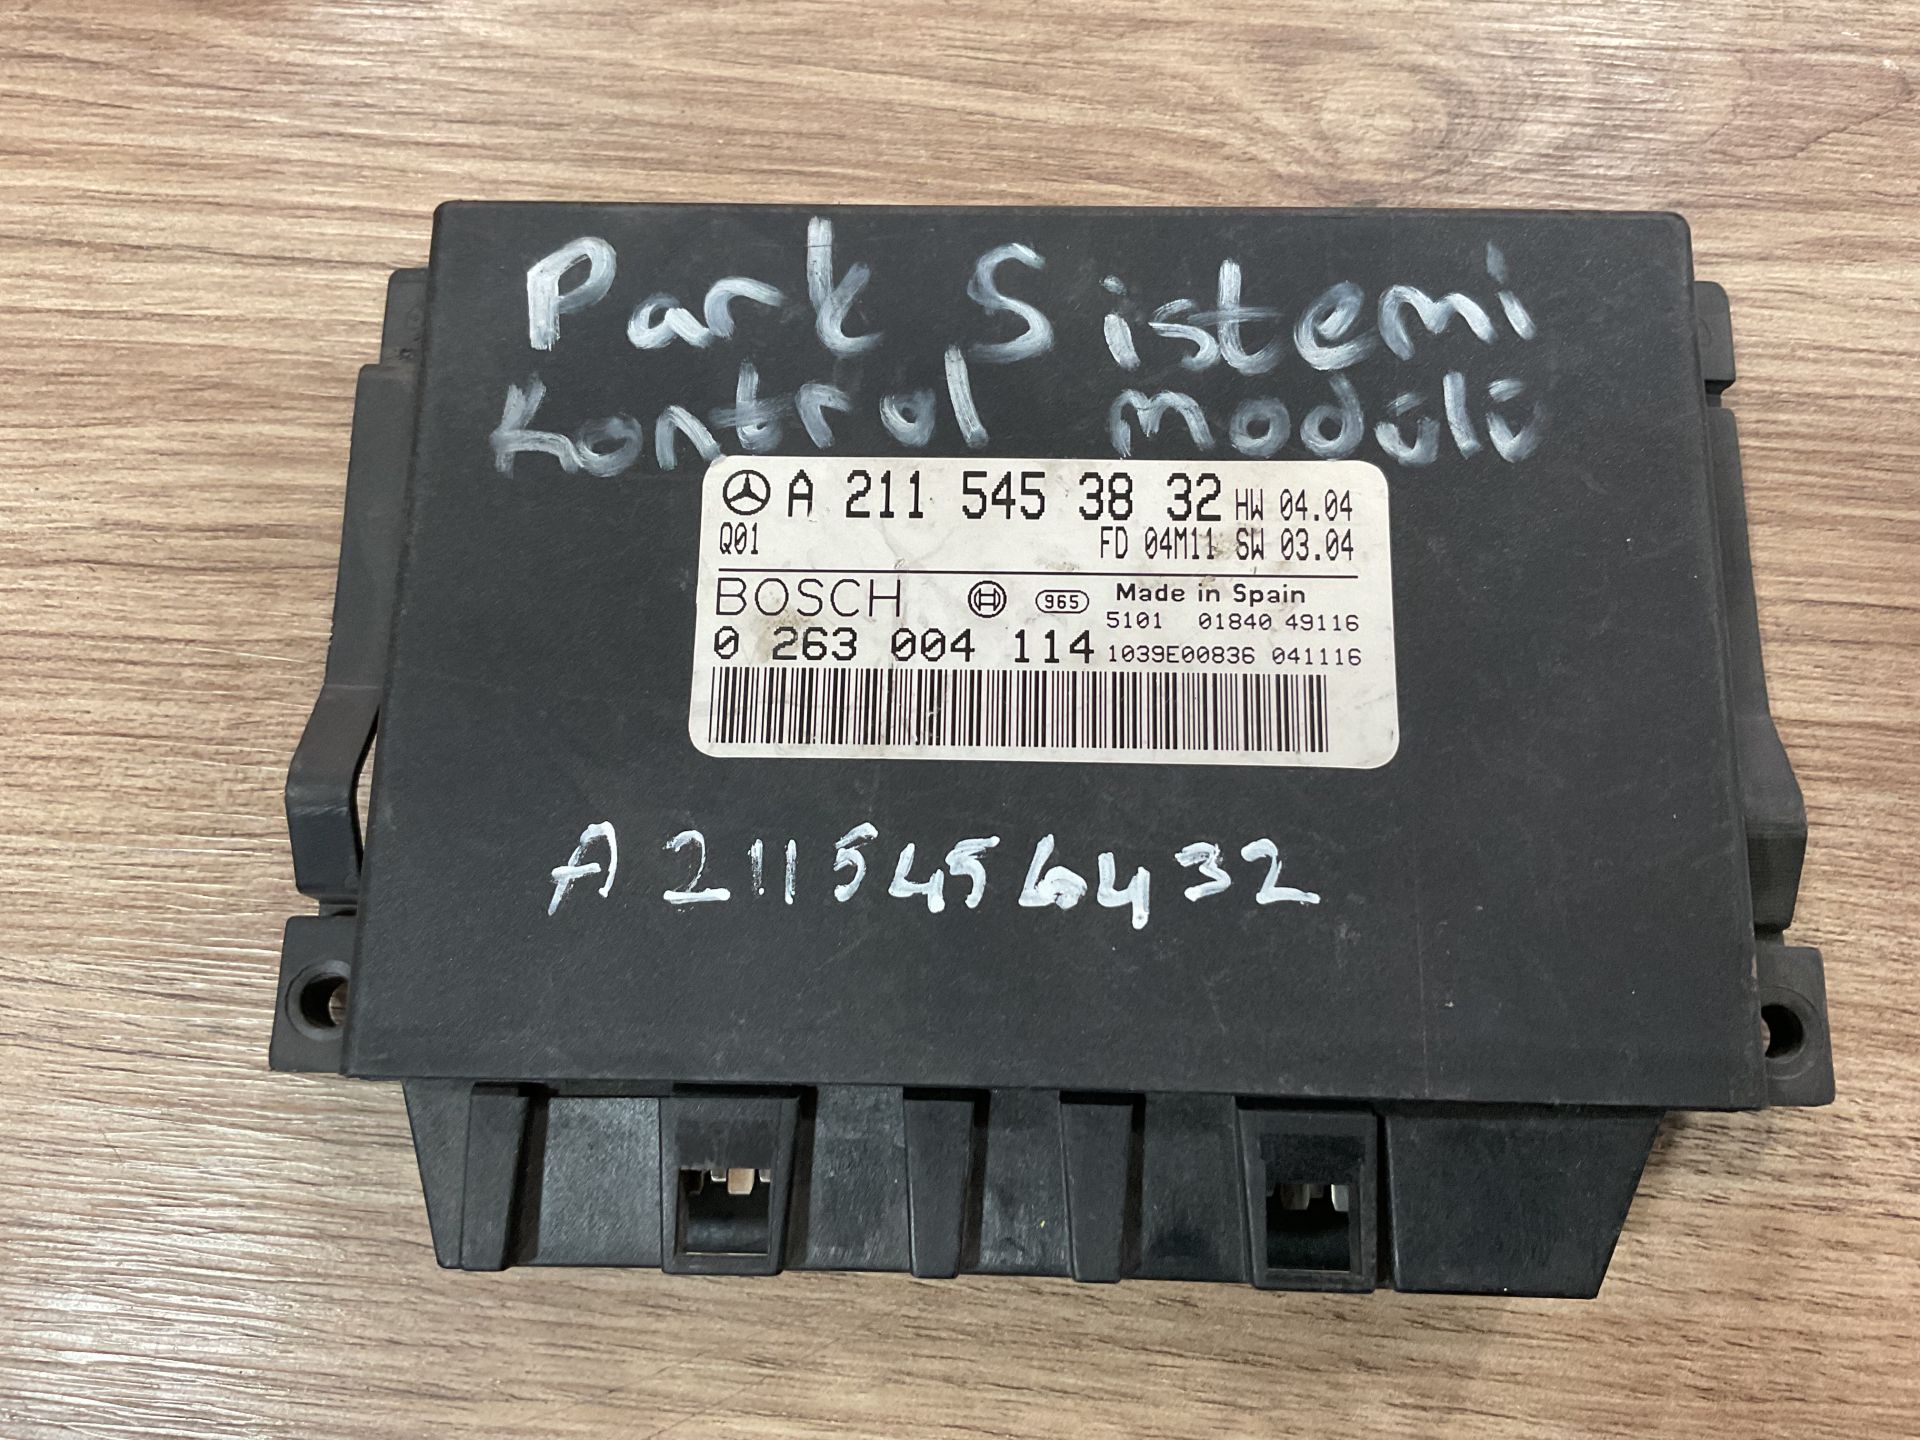 Park Sistemi
Kontrol modülü
A 211 545 38 32 HW 04.04
Q01 FD 04M11 SW 03.04
BOSCH 965 Made in Spain
5101 01840 49116
0 263 004 114 1039E00836 041116
A2115456432